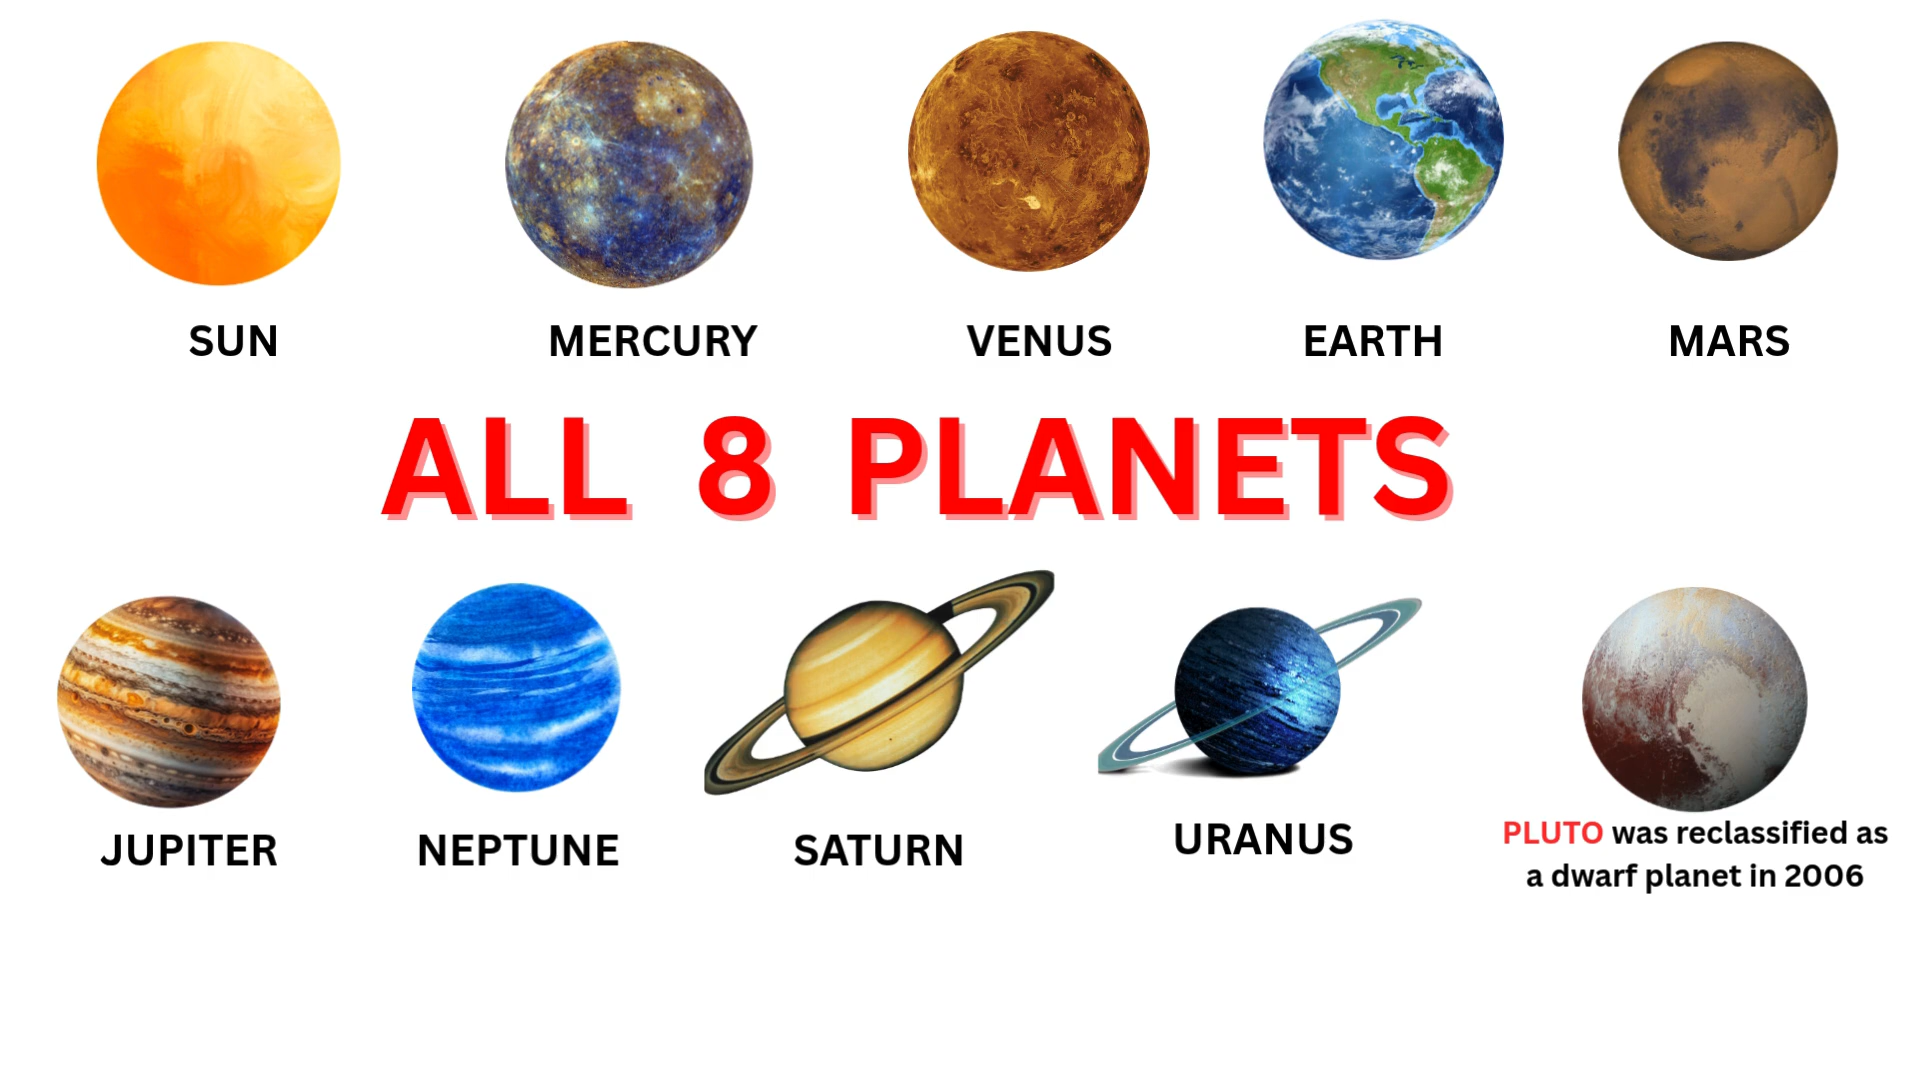 SUN
MERCURY
VENUS
EARTH
MARS
ALL 8 PLANETS
JUPITER
NEPTUNE
SATURN
URANUS
PLUTO was reclassified as
a dwarf planet in 2006